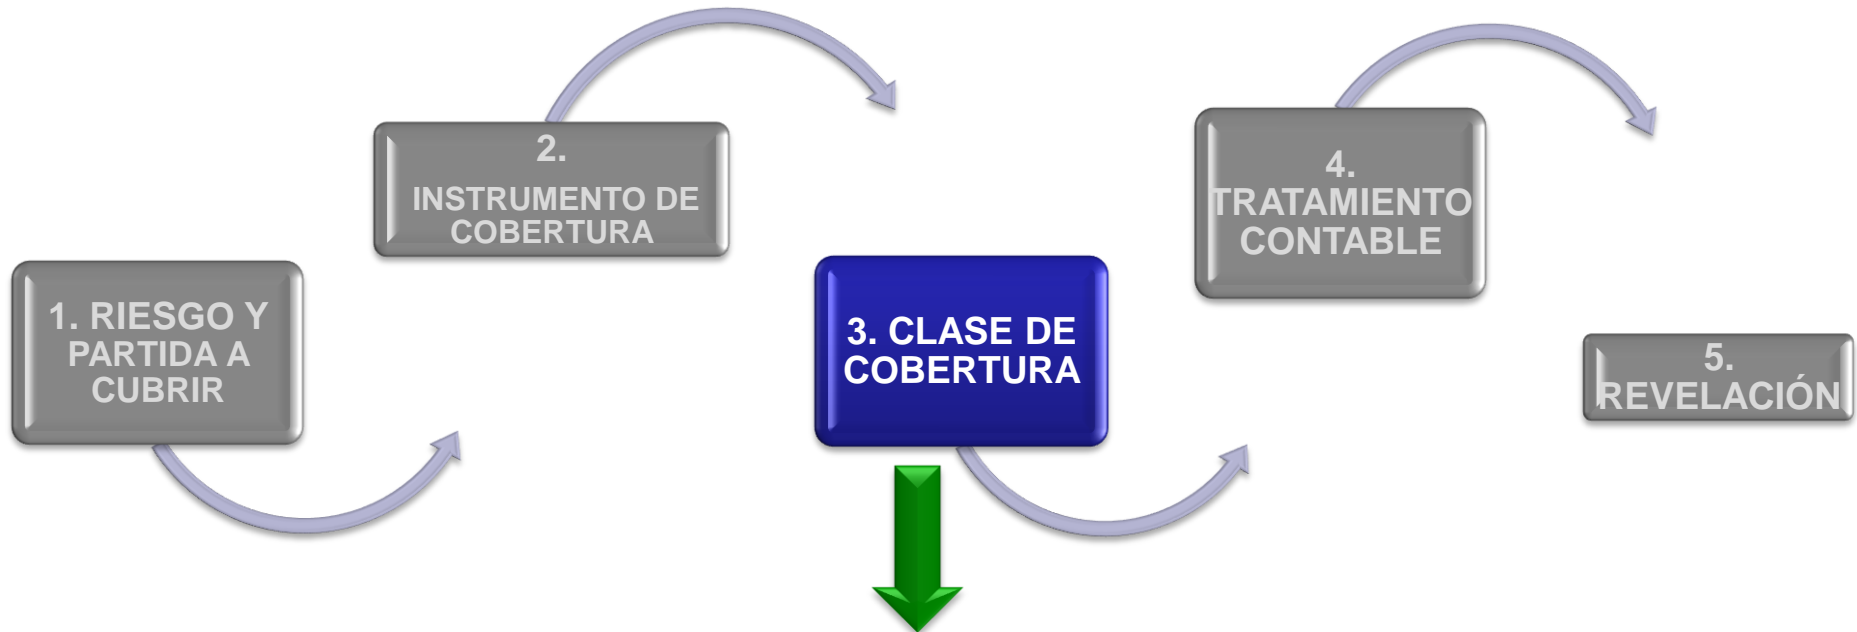 1. RIESGO Y
PARTIDA A
CUBRIR
2.
INSTRUMENTO DE
COBERTURA
3. CLASE DE
COBERTURA
4.
TRATAMIENTO
CONTABLE
5.
REVELACIÓN